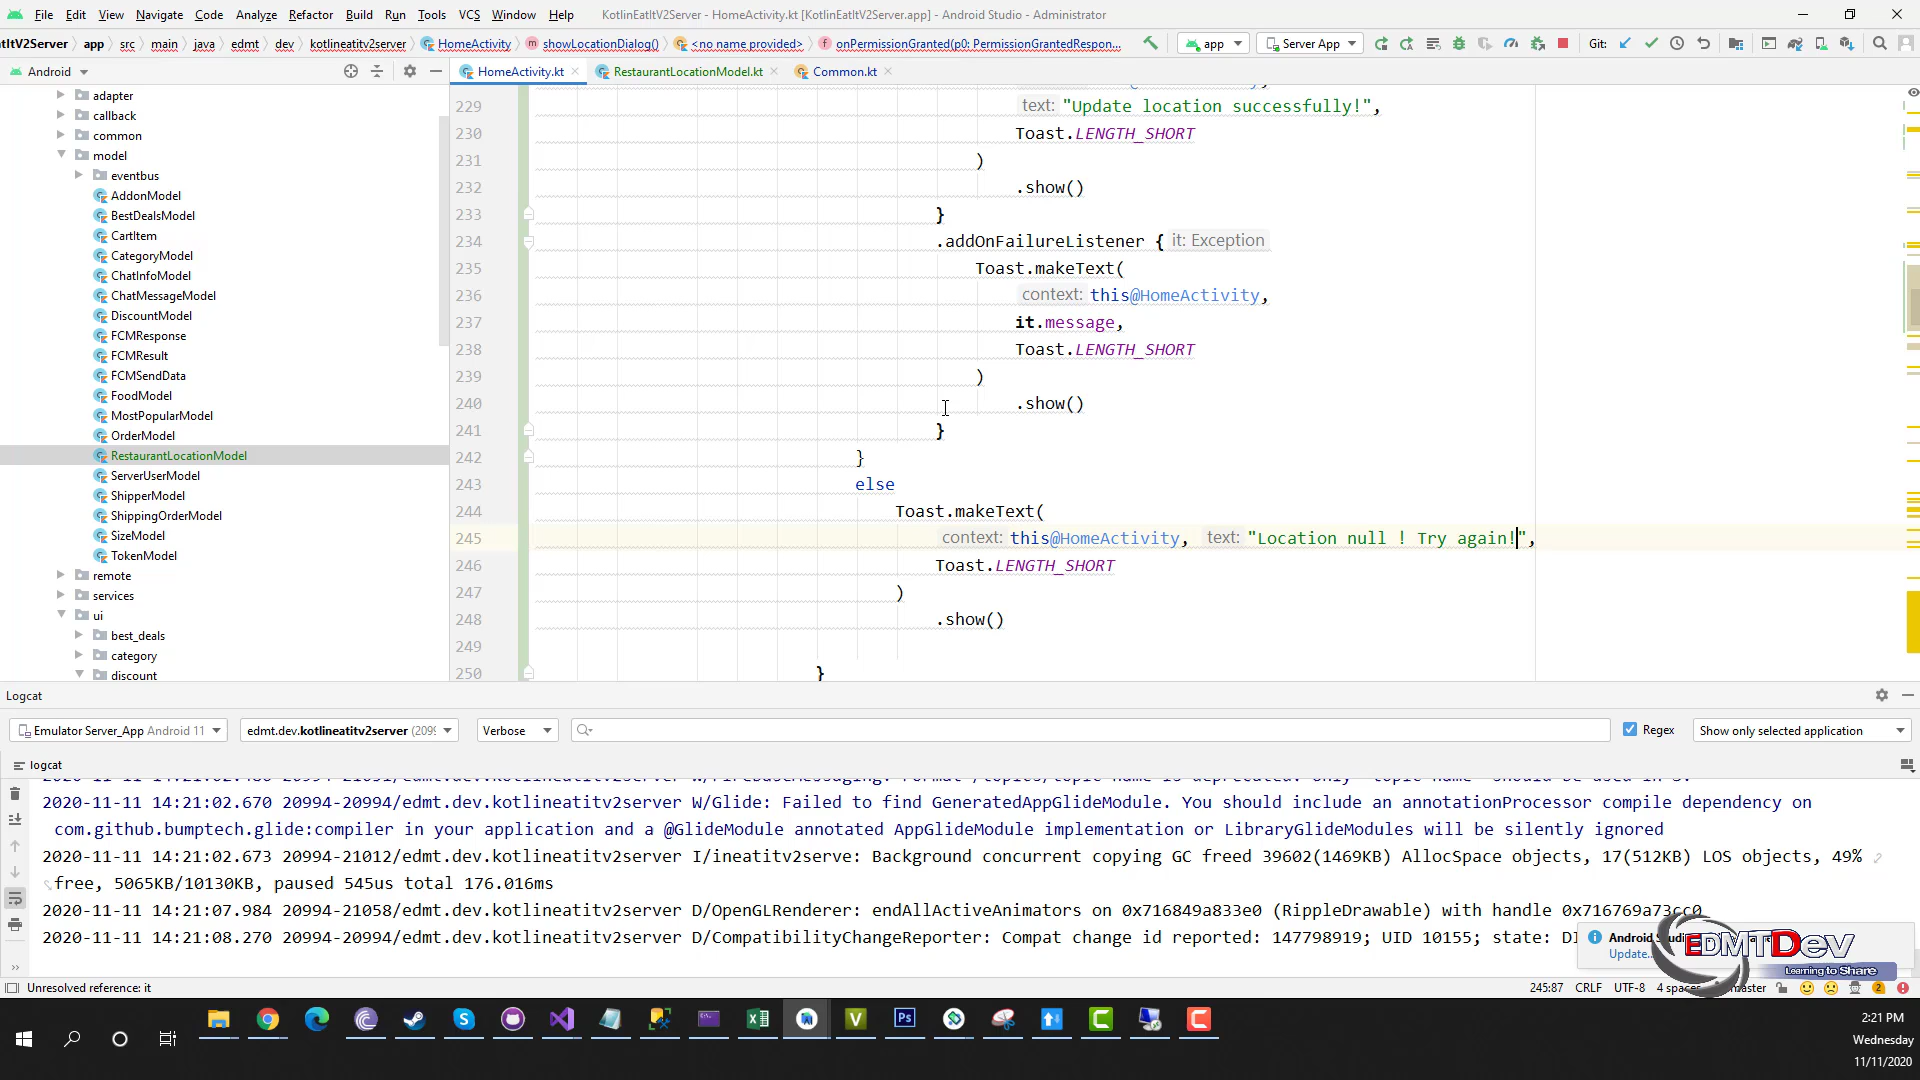 File Edit View Navigate Code Analyze Refactor Build Run Tools VCS Window Help KotlinEatItV2Server - HomeActivity.kt [KotlinEatItV2Server.app] - Android Studio - Administrator
atItV2Server app src main java edmt dev kotlineatitv2server HomeActivity showLocationDialog() <no name provided> onPermissionGranted(p0: PermissionGrantedRespon... app Server App Git:
Android HomeActivity.kt RestaurantLocationModel.kt Common.kt
adapter
callback
common
model
eventbus
AddonModel
BestDealsModel
CartItem
CategoryModel
ChatInfoModel
ChatMessageModel
DiscountModel
FCMResponse
FCMResult
FCMSendData
FoodModel
MostPopularModel
OrderModel
RestaurantLocationModel
ServerUserModel
ShipperModel
ShippingOrderModel
SizeModel
TokenModel
remote
services
ui
best_deals
category
discount
229 text: "Update location successfully!",
230 Toast.LENGTH_SHORT
231 )
232 .show()
233 }
234 .addOnFailureListener { it: Exception
235 Toast.makeText(
236 context: this@HomeActivity,
237 it.message,
238 Toast.LENGTH_SHORT
239 )
240 .show()
241 }
242 }
243 else
244 Toast.makeText(
245 context: this@HomeActivity, text: "Location null ! Try again!",
246 Toast.LENGTH_SHORT
247 )
248 .show()
249
250 }
Logcat
Emulator Server_App Android 11 edmt.dev.kotlineatitv2server (2099 Verbose Regex Show only selected application
logcat
2020-11-11 14:21:02.670 20994-20994/edmt.dev.kotlineatitv2server W/Glide: Failed to find GeneratedAppGlideModule. You should include an annotationProcessor compile dependency on
com.github.bumptech.glide:compiler in your application and a @GlideModule annotated AppGlideModule implementation or LibraryGlideModules will be silently ignored
2020-11-11 14:21:02.673 20994-21012/edmt.dev.kotlineatitv2server I/ineatitv2serve: Background concurrent copying GC freed 39602(1469KB) AllocSpace objects, 17(512KB) LOS objects, 49%
free, 5065KB/10130KB, paused 545us total 176.016ms
2020-11-11 14:21:07.984 20994-21058/edmt.dev.kotlineatitv2server D/OpenGLRenderer: endAllActiveAnimators on 0x716849a833e0 (RippleDrawable) with handle 0x716769a73cc0
2020-11-11 14:21:08.270 20994-20994/edmt.dev.kotlineatitv2server D/CompatibilityChangeReporter: Compat change id reported: 147798919; UID 10155; state: DI
Android
Update...
EDMTDev
Learning to Share
Unresolved reference: it 245:87 CRLF UTF-8 4 spaces master 2
2:21 PM
Wednesday
11/11/2020